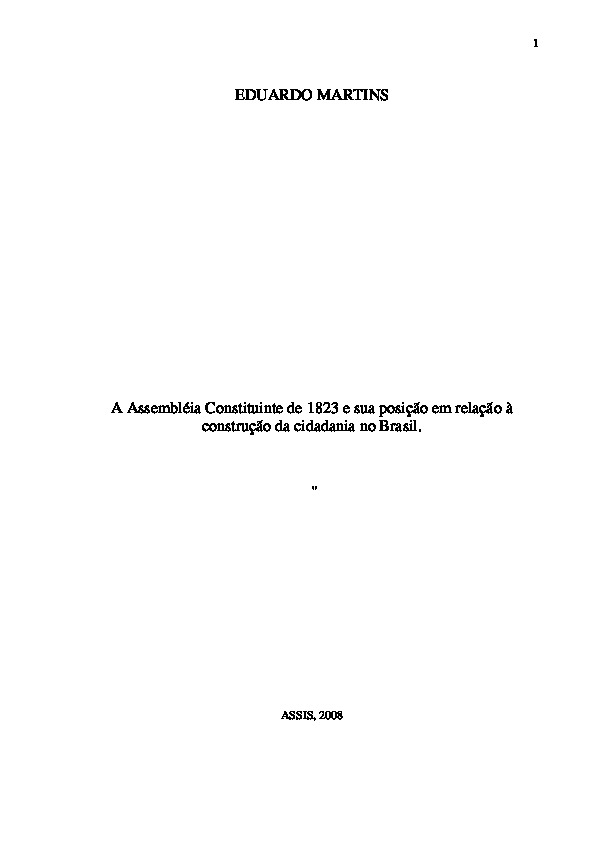 1
EDUARDO MARTINS
A Assembléia Constituinte de 1823 e sua posição em relação à
construção da cidadania no Brasil.
"
ASSIS, 2008